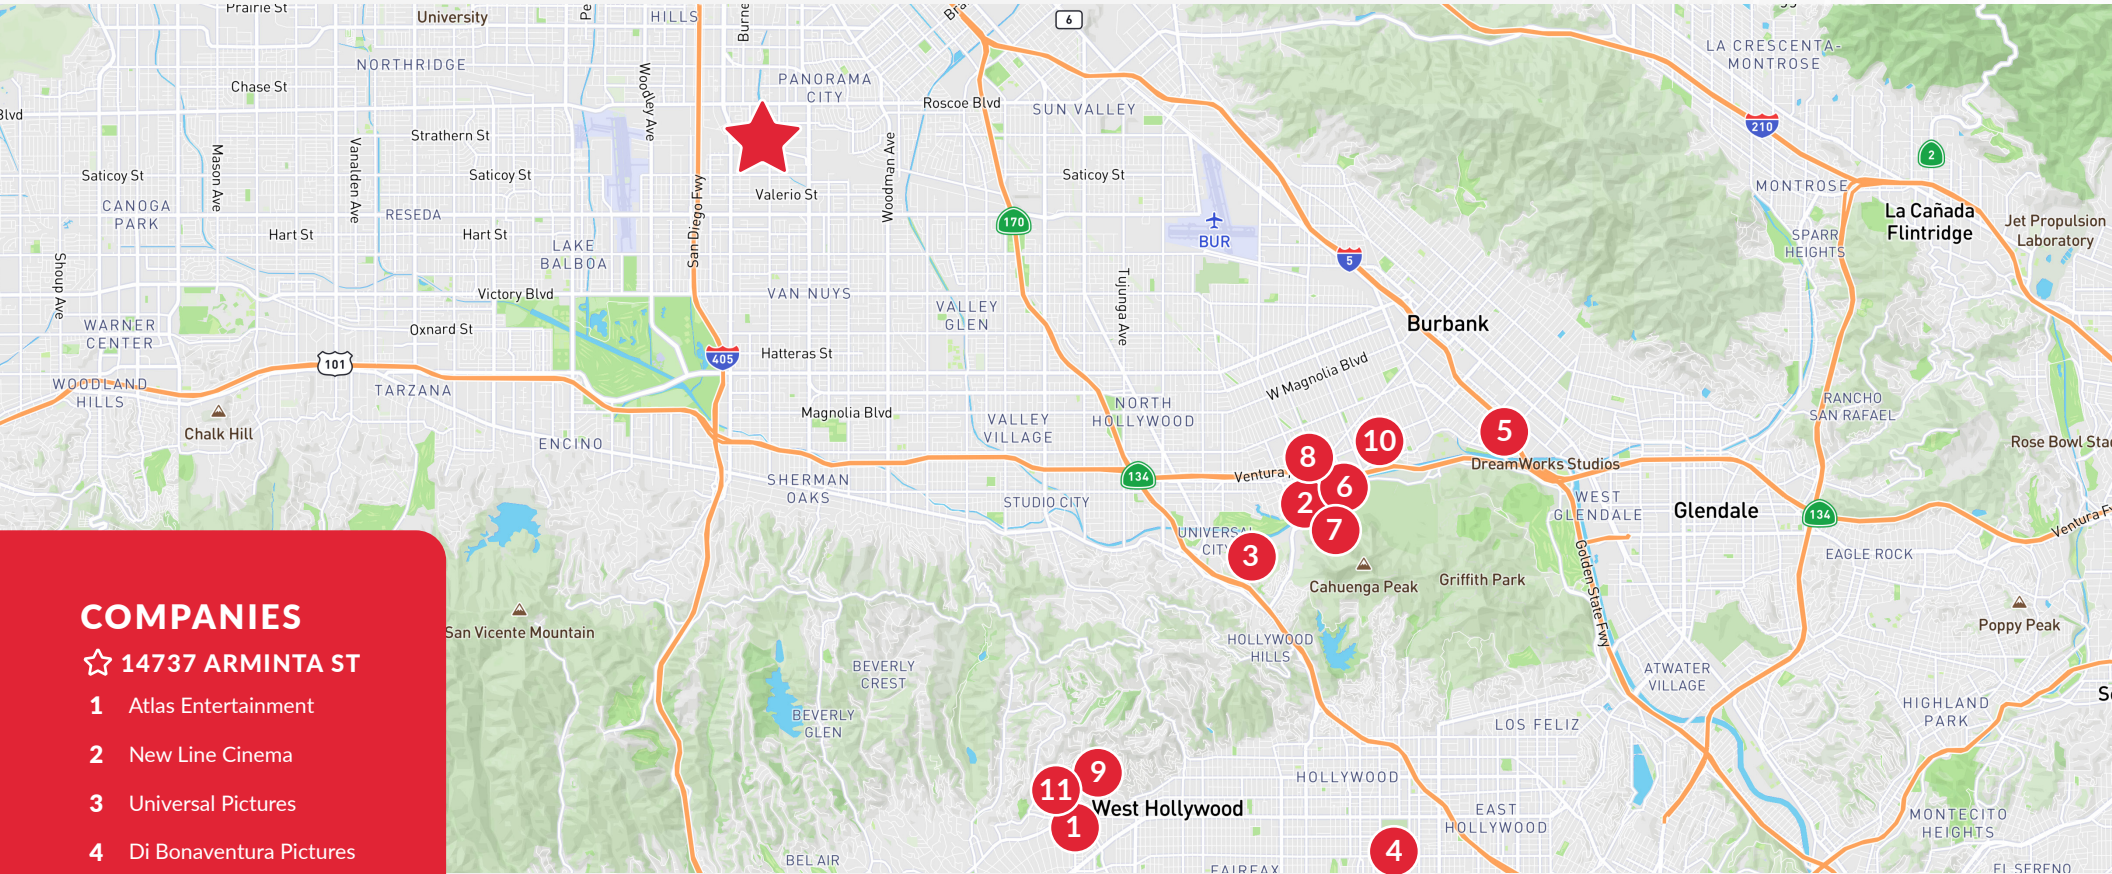 Prairie St
University
HILLS
Burne
6
LA CRESCENTA-
MONTROSE
NORTHRIDGE
Woodley Ave
PANORAMA
CITY
Chase St
Roscoe Blvd
SUN VALLEY
Blvd
210
Strathern St
Mason Ave
Vanalden Ave
Woodman Ave
2
Saticoy St
Saticoy St
Saticoy St
Valerio St
MONTROSE
CANOGA
PARK
RESEDA
San Diego Fwy
170
La Cañada
Flintridge
Jet Propulsion
Laboratory
Hart St
Hart St
LAKE
BALBOA
BUR
SPARR
HEIGHTS
5
Shoup Ave
Tujunga Ave
Victory Blvd
VAN NUYS
VALLEY
GLEN
WARNER
CENTER
Oxnard St
Burbank
101
405
Hatteras St
W Magnolia Blvd
WOODLAND
HILLS
TARZANA
Magnolia Blvd
NORTH
HOLLYWOOD
RANCHO
SAN RAFAEL
Chalk Hill
ENCINO
VALLEY
VILLAGE
10
5
Rose Bowl Sta
8
DreamWorks Studios
SHERMAN
OAKS
134
Ventura
6
STUDIO CITY
2
WEST
GLENDALE
Glendale
134
Ventura F
7
UNIVERSAL
CITY
3
Golden State Fwy
EAGLE ROCK
Cahuenga Peak
Griffith Park
San Vicente Mountain
HOLLYWOOD
HILLS
Poppy Peak
BEVERLY
CREST
ATWATER
VILLAGE
BEVERLY
GLEN
LOS FELIZ
HIGHLAND
PARK
9
11
HOLLYWOOD
West Hollywood
1
EAST
HOLLYWOOD
MONTECITO
HEIGHTS
4
BEL AIR
FAIRFAX
EL SERENO
COMPANIES
14737 ARMINTA ST
1 Atlas Entertainment
2 New Line Cinema
3 Universal Pictures
4 Di Bonaventura Pictures